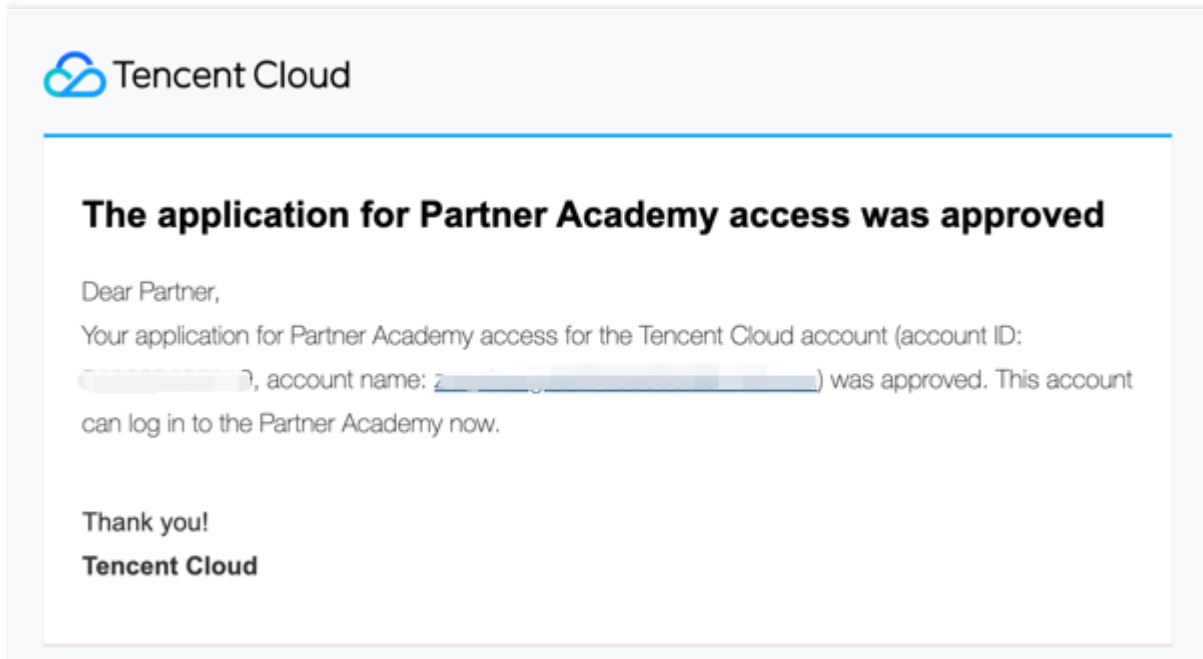 Tencent Cloud
The application for Partner Academy access was approved
Dear Partner,
Your application for Partner Academy access for the Tencent Cloud account (account ID:
, account name: ) was approved. This account
can log in to the Partner Academy now.
Thank you!
Tencent Cloud